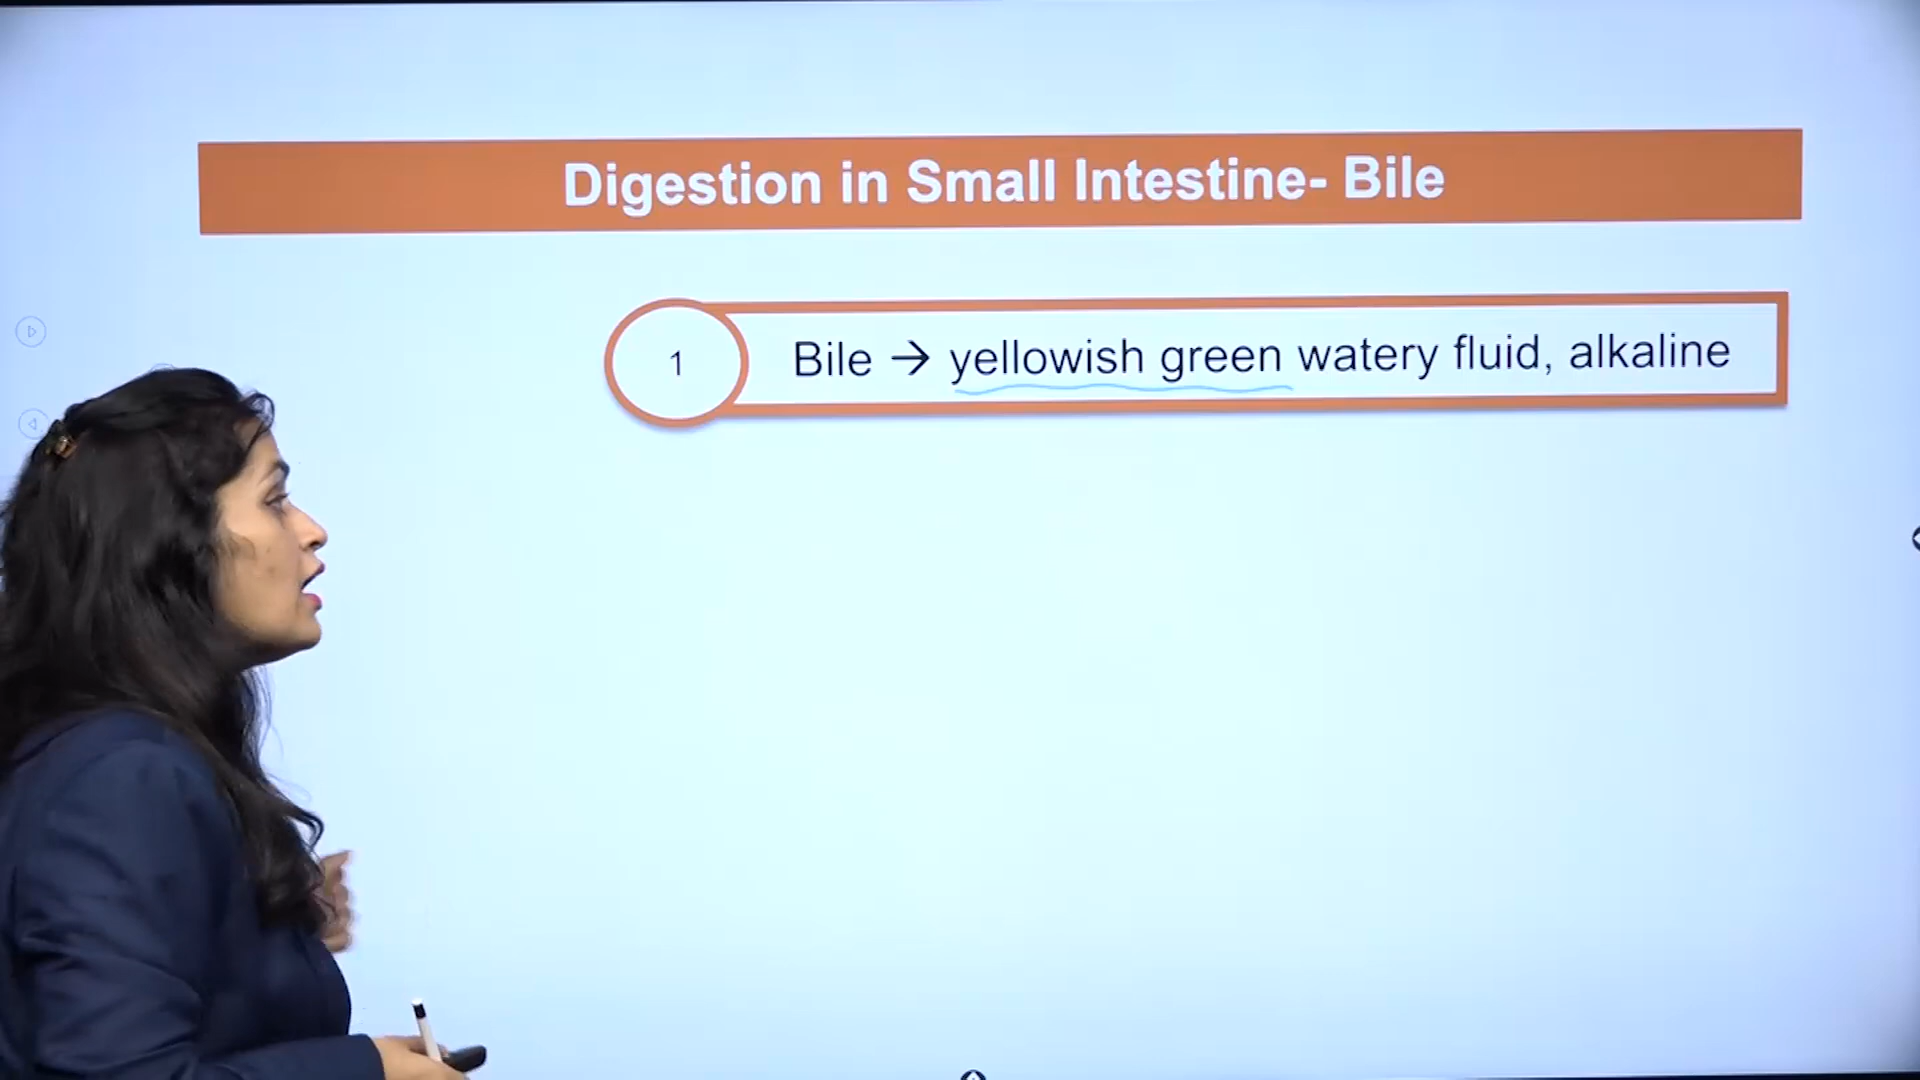 Digestion in Small Intestine- Bile
1
Bile → yellowish green watery fluid, alkaline